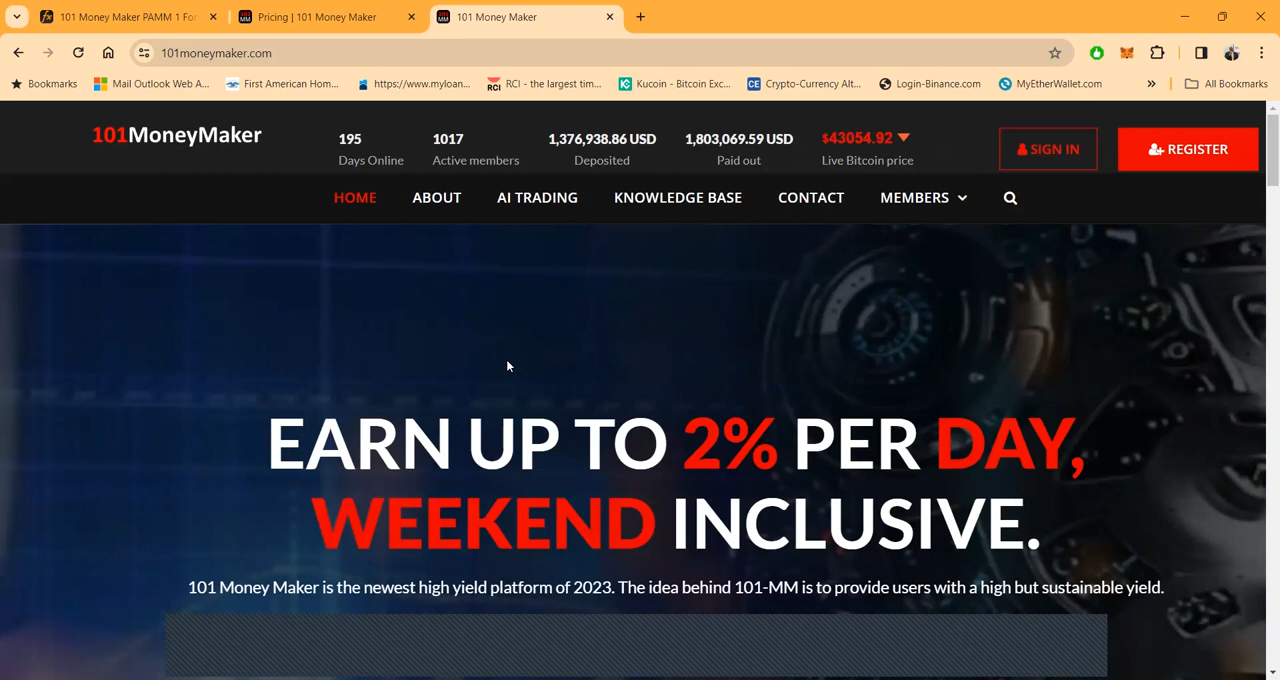 101 Money Maker PAMM 1 For
Pricing | 101 Money Maker
101 Money Maker
101moneymaker.com
Bookmarks
Mail Outlook Web A...
First American Hom...
https://www.myloan...
RCI - the largest tim...
Kucoin - Bitcoin Exc...
Crypto-Currency Alt...
Login-Binance.com
MyEtherWallet.com
All Bookmarks
101MoneyMaker
195
Days Online
1017
Active members
1,376,938.86 USD
Deposited
1,803,069.59 USD
Paid out
$43054.92
Live Bitcoin price
SIGN IN
REGISTER
HOME
ABOUT
AI TRADING
KNOWLEDGE BASE
CONTACT
MEMBERS
EARN UP TO 2% PER DAY,
WEEKEND INCLUSIVE.
101 Money Maker is the newest high yield platform of 2023. The idea behind 101-MM is to provide users with a high but sustainable yield.